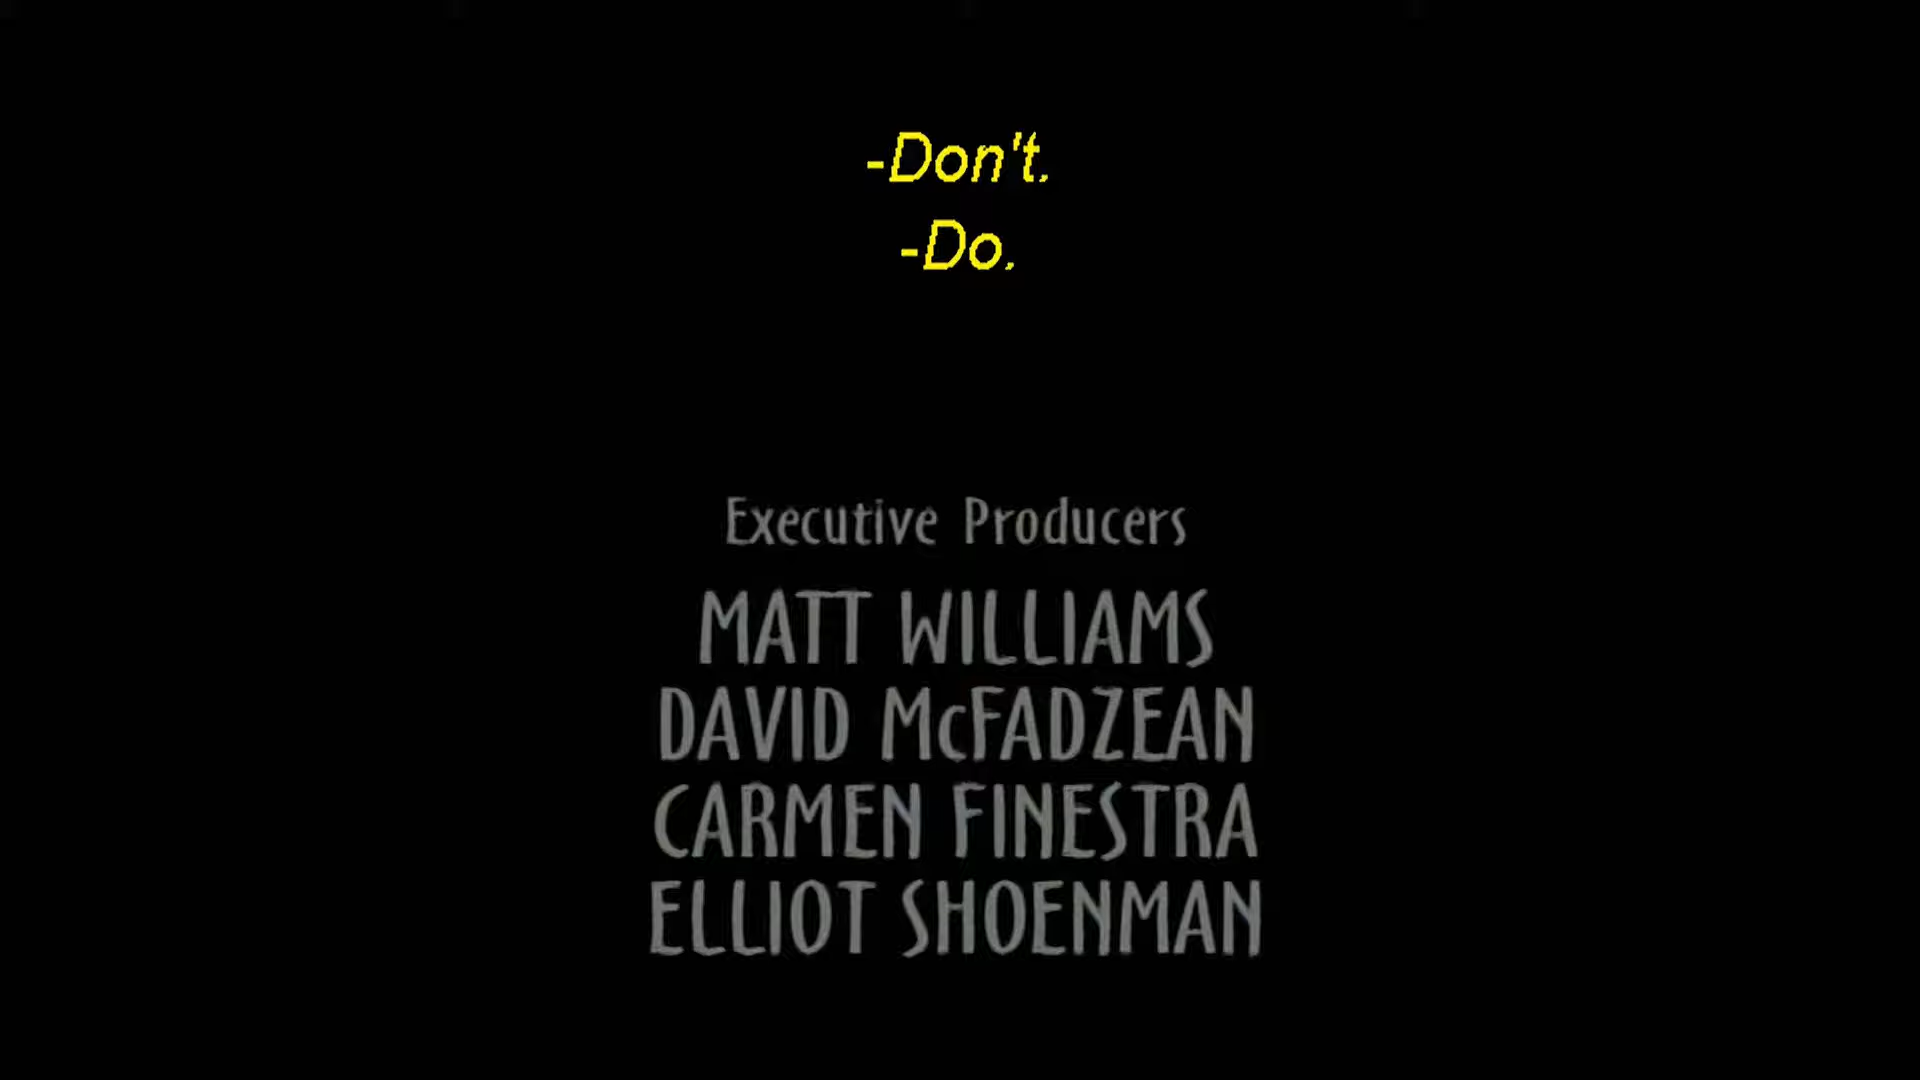 -Don't.
-Do.
Executive Producers
MATT WILLIAMS
DAVID McFADZEAN
CARMEN FINESTRA
ELLIOT SHOENMAN